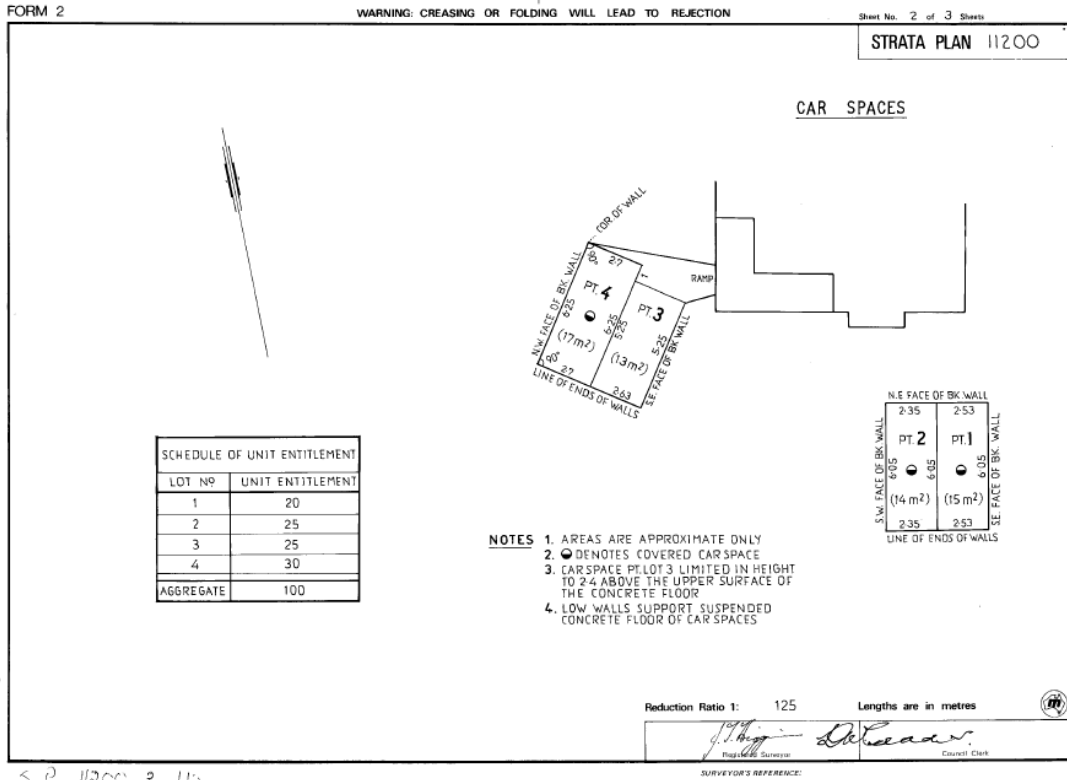 FORM 2
WARNING: CREASING OR FOLDING WILL LEAD TO REJECTION
Sheet No. 2 of 3 Sheets
STRATA PLAN 11200
CAR SPACES
COR. OF WALL
N.W. FACE OF BK. WALL
90°
2·7
PT. 4
6·25
6·25
(17m²)
90°
2·7
1
PT. 3
5·25
5·25
(13m²)
2·63
S.E. FACE OF BK WALL
LINE OF ENDS OF WALLS
RAMP
N.E FACE OF BK. WALL
2·35 2·53
S.W. FACE OF BK. WALL
PT. 2 PT. 1
6·05 6·05 6·05
(14 m²) (15 m²)
2·35 2·53
S.E. FACE OF BK. WALL
LINE OF ENDS OF WALLS
SCHEDULE OF UNIT ENTITLEMENT
LOT Nº UNIT ENTITLEMENT
1 20
2 25
3 25
4 30
AGGREGATE 100
NOTES 1. AREAS ARE APPROXIMATE ONLY
2. DENOTES COVERED CARSPACE
3. CARSPACE PT.LOT 3 LIMITED IN HEIGHT
TO 2·4 ABOVE THE UPPER SURFACE OF
THE CONCRETE FLOOR
4. LOW WALLS SUPPORT SUSPENDED
CONCRETE FLOOR OF CAR SPACES
Reduction Ratio 1: 125
Lengths are in metres
Registered Surveyor
Council Clerk
SURVEYOR'S REFERENCE: